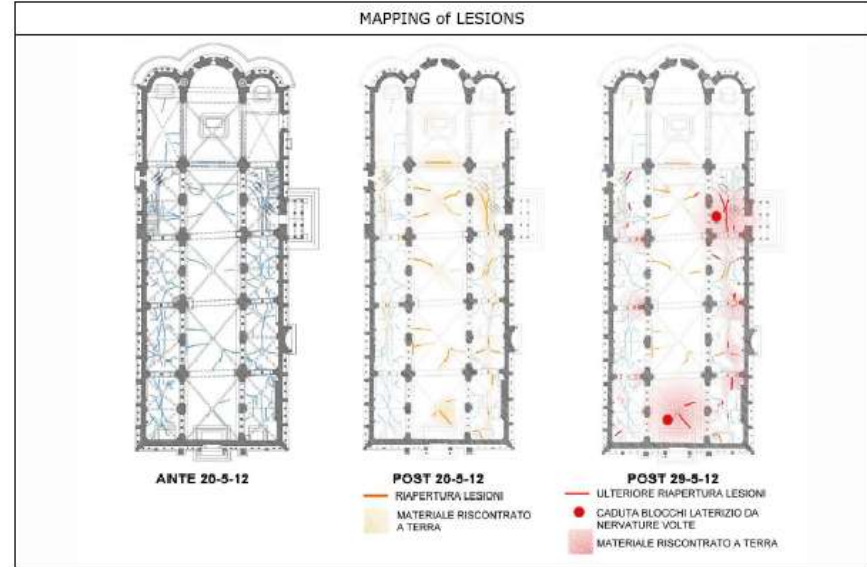 MAPPING of LESIONS
ANTE 20-5-12
POST 20-5-12
RIAPERTURA LESIONI
MATERIALE RISCONTRATO
A TERRA
POST 29-5-12
ULTERIORE RIAPERTURA LESIONI
CADUTA BLOCCHI LATERIZIO DA
NERVATURE VOLTE
MATERIALE RISCONTRATO A TERRA